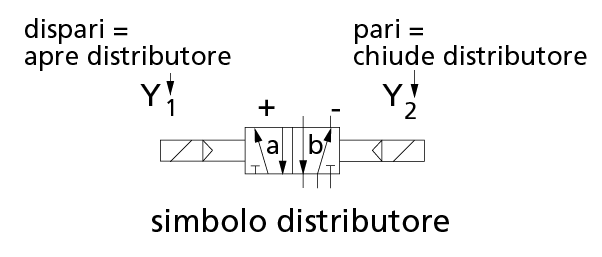 dispari =
apre distributore
pari =
chiude distributore
Y1
Y2
+
-
a
b
simbolo distributore